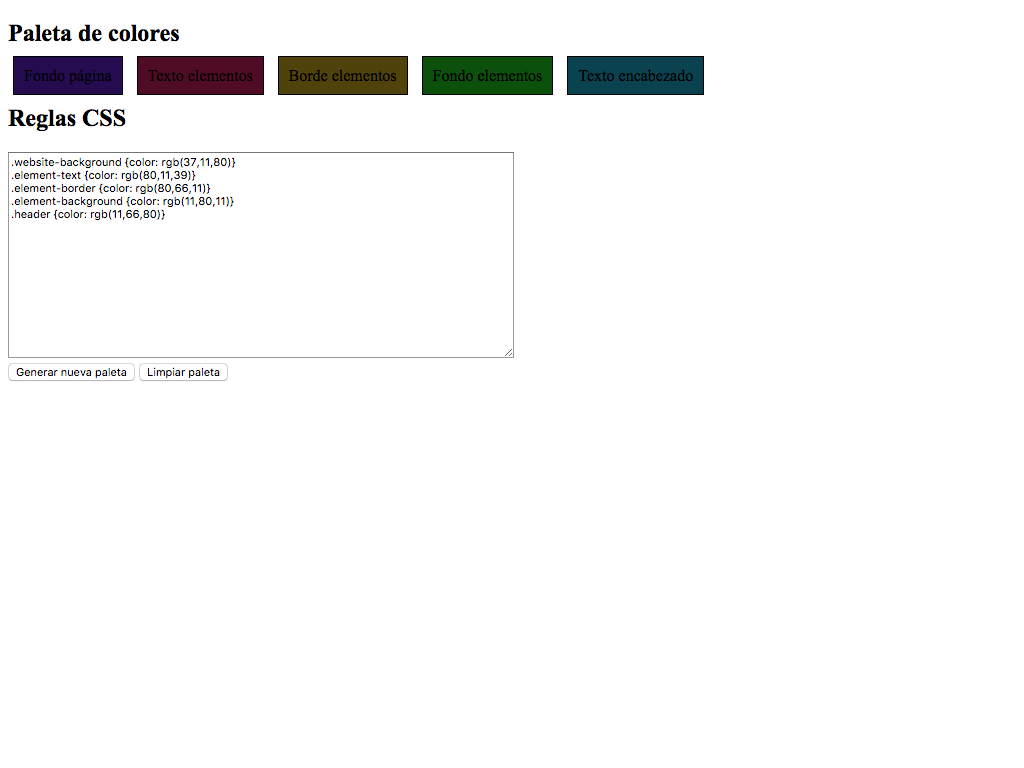 Paleta de colores
Fondo página Texto elementos Borde elementos Fondo elementos Texto encabezado
Reglas CSS
.website-background {color: rgb(37,11,80)}
.element-text {color: rgb(80,11,39)}
.element-border {color: rgb(80,66,11)}
.element-background {color: rgb(11,80,11)}
.header {color: rgb(11,66,80)}
Generar nueva paleta Limpiar paleta